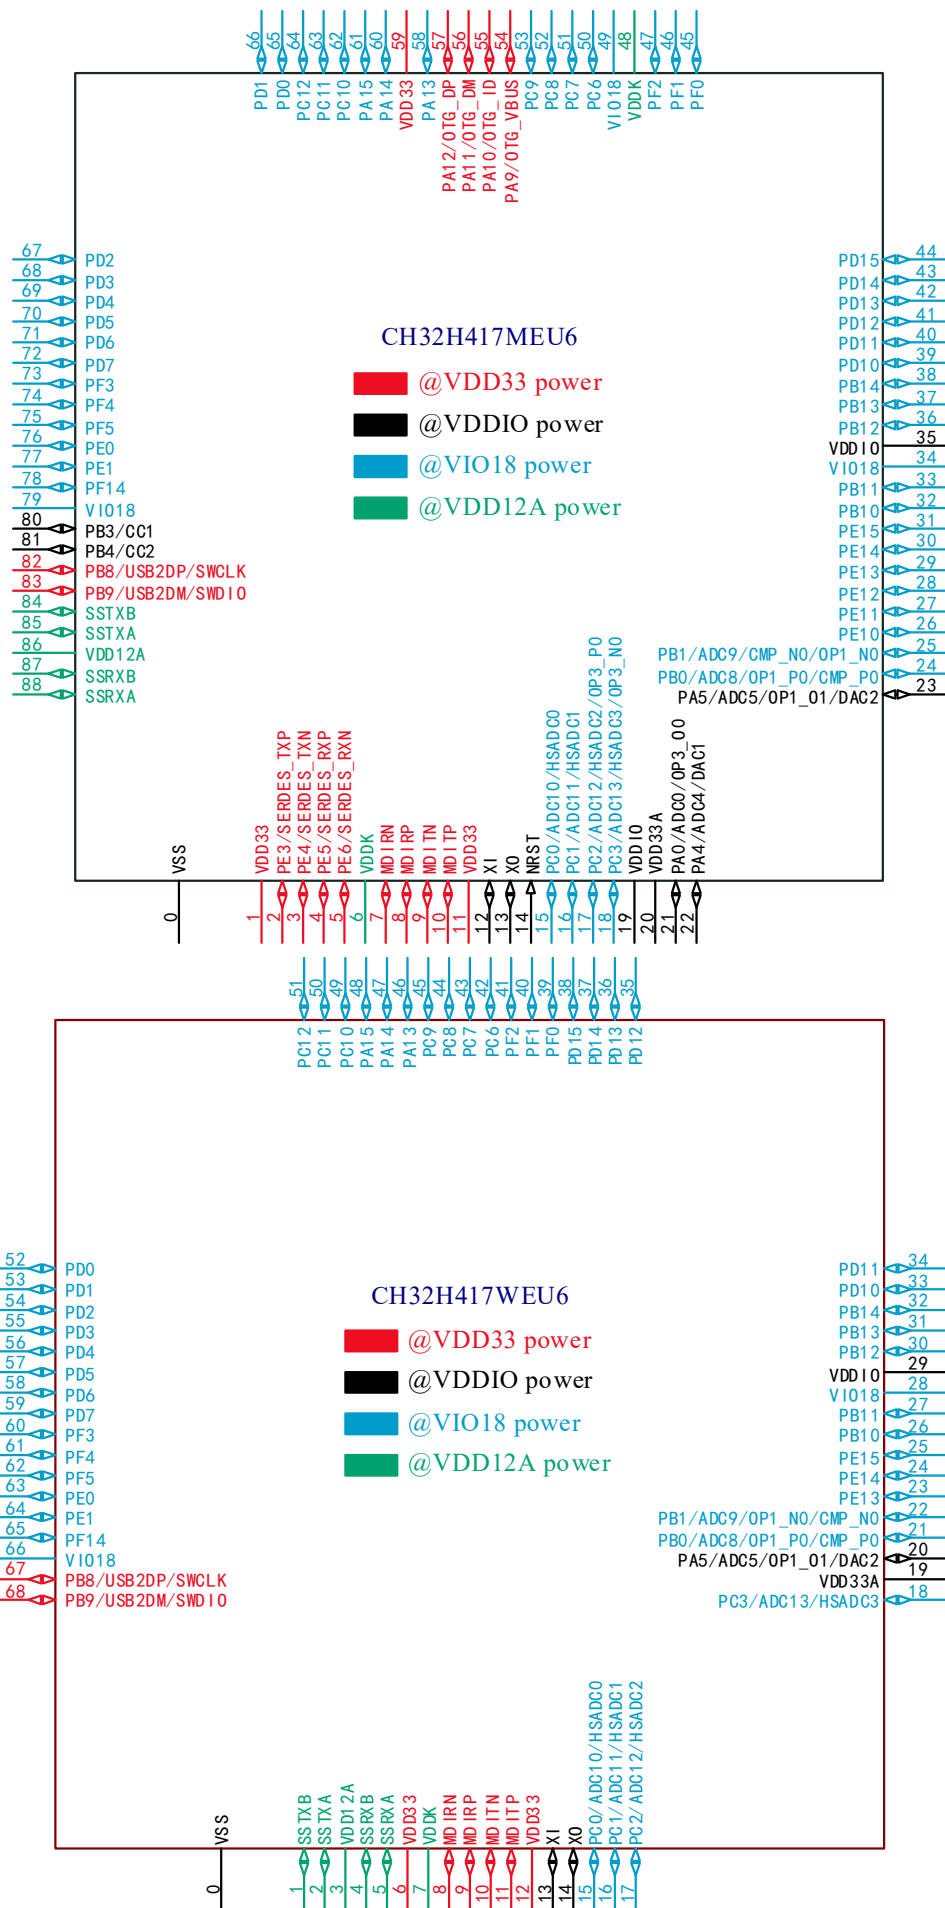 66 65 64 63 62 61 60 59 58 57 56 55 54 53 52 51 50 49 48 47 46 45
PD1 PD0 PC12 PC11 PC10 PA15 PA14 VDD33 PA13 PA12/OTG_DP PA11/OTG_DM PA10/OTG_ID PA9/OTG_VBUS PC9 PC8 PC7 PC6 VIO18 VDDK PF2 PF1 PF0
67 PD2
68 PD3
69 PD4
70 PD5
71 PD6
72 PD7
73 PF3
74 PF4
75 PF5
76 PE0
77 PE1
78 PF14
79 VIO18
80 PB3/CC1
81 PB4/CC2
82 PB8/USB2DP/SWCLK
83 PB9/USB2DM/SWDIO
84 SSTXB
85 SSTXA
86 VDD12A
87 SSRXB
88 SSRXA
CH32H417MEU6
@VDD33 power
@VDDIO power
@VIO18 power
@VDD12A power
PD15 44
PD14 43
PD13 42
PD12 41
PD11 40
PD10 39
PB14 38
PB13 37
PB12 36
VDDIO 35
VIO18 34
PB11 33
PB10 32
PE15 31
PE14 30
PE13 29
PE12 28
PE11 27
PE10 26
PB1/ADC9/CMP_N0/OP1_N0 25
PB0/ADC8/OP1_P0/CMP_P0 24
PA5/ADC5/OP1_O1/DAC2 23
VSS VDD33 PE3/SERDES_TXP PE4/SERDES_TXN PE5/SERDES_RXP PE6/SERDES_RXN VDDK MDIRN MDIRP MDITN MDITP VDD33 XI XO NRST PC0/ADC10/HSADC0 PC1/ADC11/HSADC1 PC2/ADC12/HSADC2/OP3_P0 PC3/ADC13/HSADC3/OP3_N0 VDDIO VDD33A PA0/ADC0/OP3_O0 PA4/ADC4/DAC1
0 1 2 3 4 5 6 7 8 9 10 11 12 13 14 15 16 17 18 19 20 21 22
51 50 49 48 47 46 45 44 43 42 41 40 39 38 37 36 35
PC12 PC11 PC10 PA15 PA14 PA13 PC9 PC8 PC7 PC6 PF2 PF1 PF0 PD15 PD14 PD13 PD12
52 PD0
53 PD1
54 PD2
55 PD3
56 PD4
57 PD5
58 PD6
59 PD7
60 PF3
61 PF4
62 PF5
63 PE0
64 PE1
65 PF14
66 VIO18
67 PB8/USB2DP/SWCLK
68 PB9/USB2DM/SWDIO
CH32H417WEU6
@VDD33 power
@VDDIO power
@VIO18 power
@VDD12A power
PD11 34
PD10 33
PB14 32
PB13 31
PB12 30
VDDIO 29
VIO18 28
PB11 27
PB10 26
PE15 25
PE14 24
PE13 23
PB1/ADC9/OP1_N0/CMP_N0 22
PB0/ADC8/OP1_P0/CMP_P0 21
PA5/ADC5/OP1_O1/DAC2 20
VDD33A 19
PC3/ADC13/HSADC3 18
VSS SSTXB SSTXA VDD12A SSRXB SSRXA VDD33 VDDK MDIRN MDIRP MDITN MDITP VDD33 XI XO PC0/ADC10/HSADC0 PC1/ADC11/HSADC1 PC2/ADC12/HSADC2
0 1 2 3 4 5 6 7 8 9 10 11 12 13 14 15 16 17